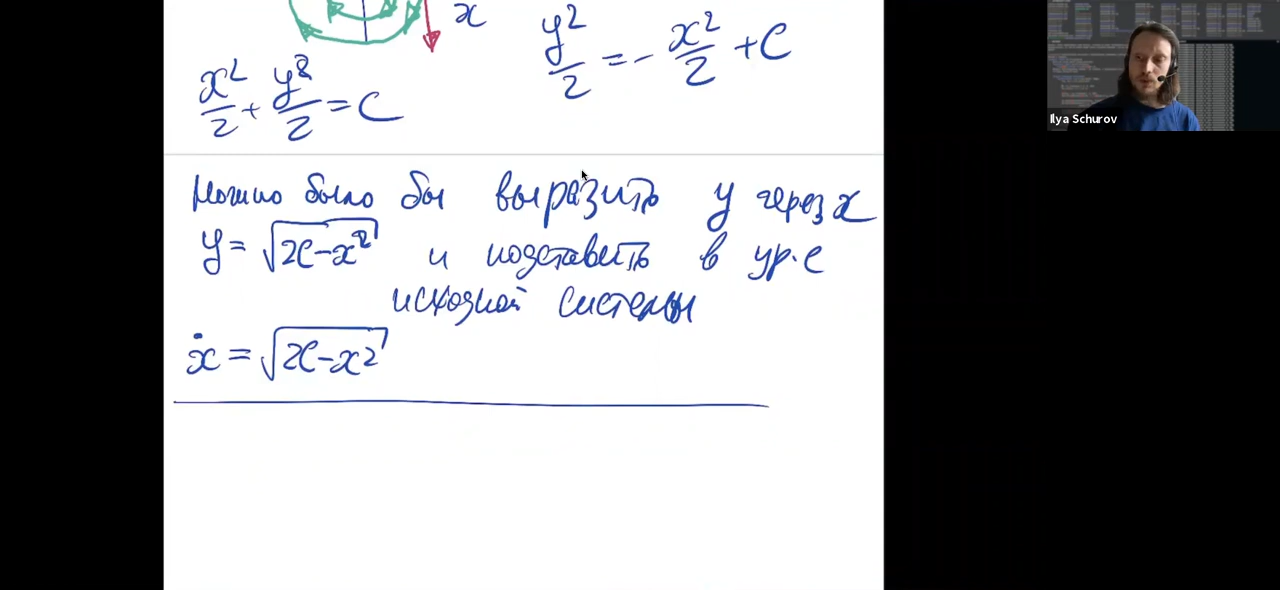 x
y²/2 = - x²/2 + C
x²/2 + y²/2 = C
Ilya Schurov
Можно было бы выразить y через x
y = √(2C-x²) и подставить в ур-е
исходной системы
ẋ = √(2C-x²)